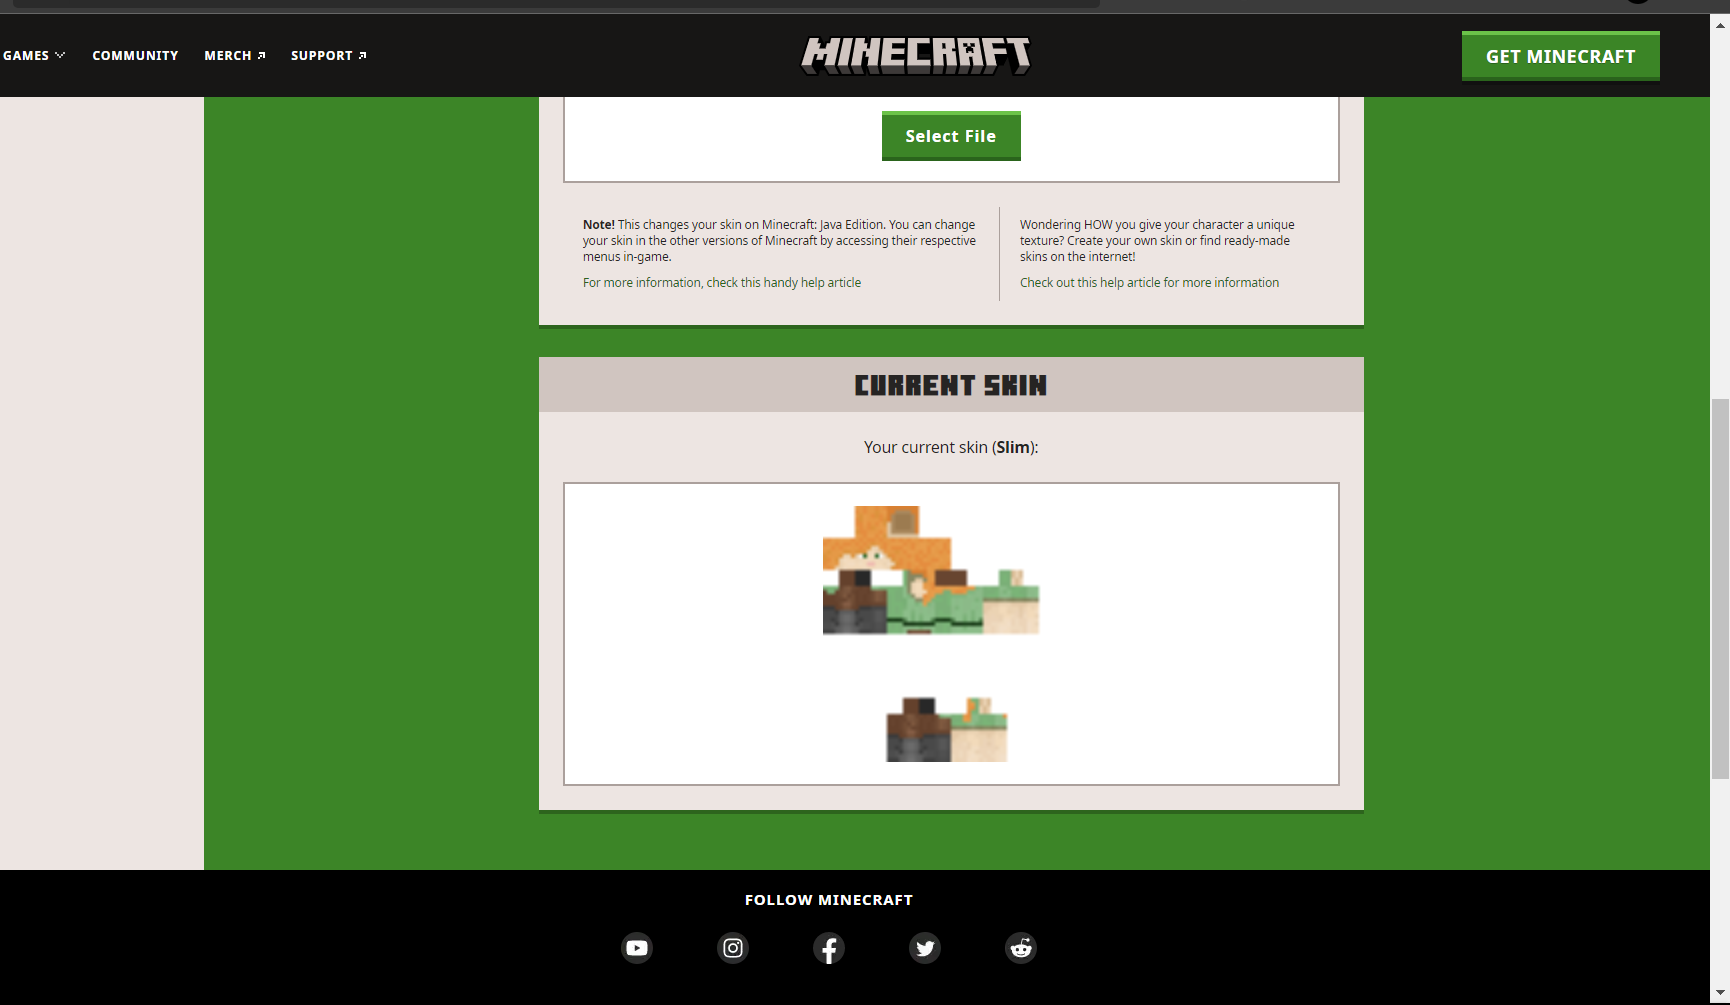 GAMES COMMUNITY MERCH SUPPORT MINECRAFT GET MINECRAFT
Select File
Note! This changes your skin on Minecraft: Java Edition. You can change
your skin in the other versions of Minecraft by accessing their respective
menus in-game.
For more information, check this handy help article
Wondering HOW you give your character a unique
texture? Create your own skin or find ready-made
skins on the internet!
Check out this help article for more information
CURRENT SKIN
Your current skin (Slim):
FOLLOW MINECRAFT